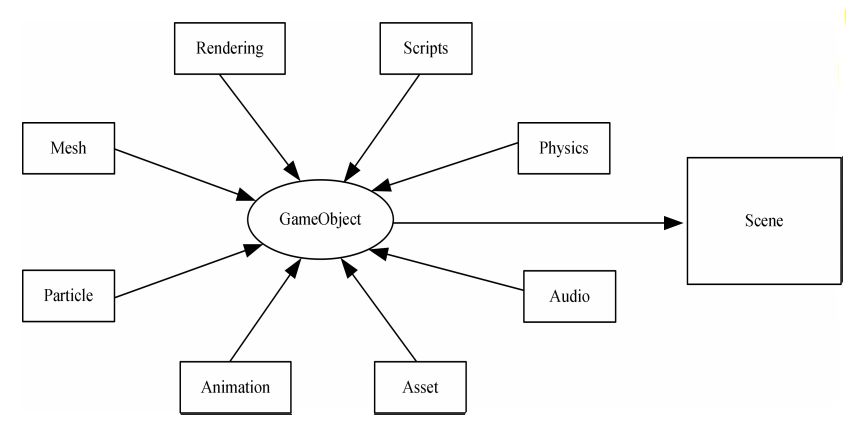 Rendering
Scripts
Mesh
Physics
GameObject
Scene
Particle
Audio
Animation
Asset